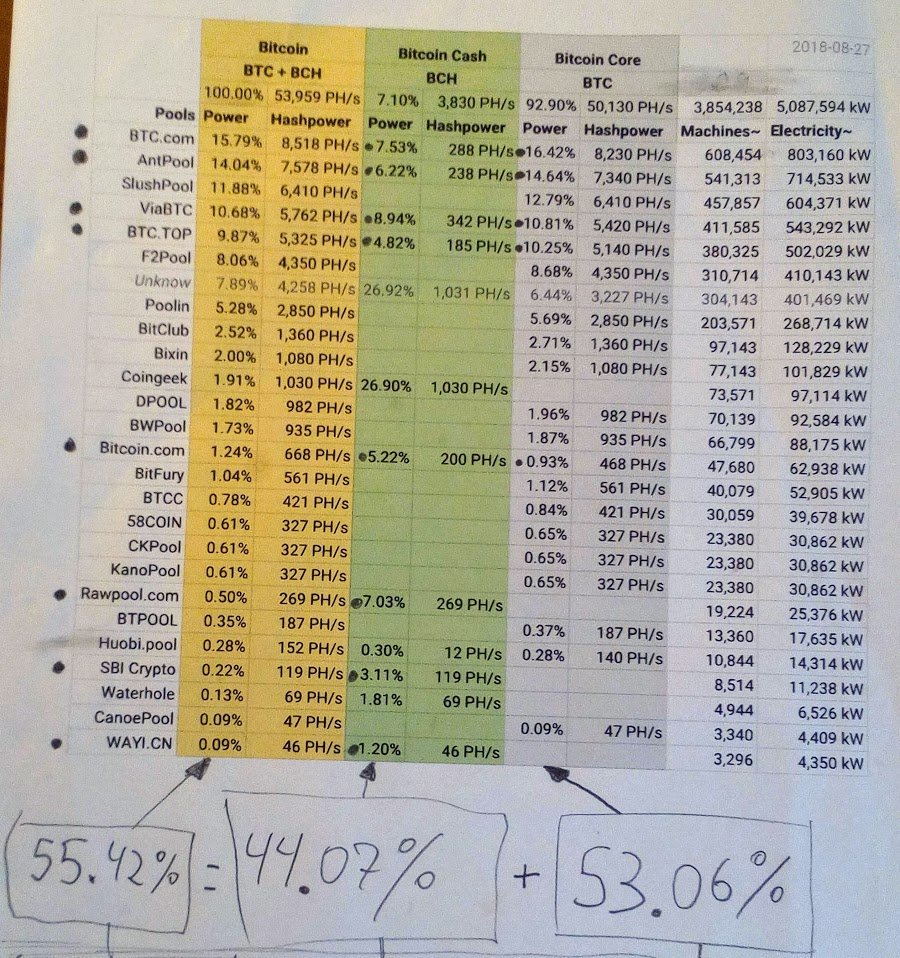 2018-08-27
Bitcoin Bitcoin Cash Bitcoin Core
BTC + BCH BCH BTC
100.00% 53,959 PH/s 7.10% 3,830 PH/s 92.90% 50,130 PH/s 3,854,238 5,087,594 kW
Pools Power Hashpower Power Hashpower Power Hashpower Machines~ Electricity~
BTC.com 15.79% 8,518 PH/s 7.53% 288 PH/s 16.42% 8,230 PH/s 608,454 803,160 kW
AntPool 14.04% 7,578 PH/s 6.22% 238 PH/s 14.64% 7,340 PH/s 541,313 714,533 kW
SlushPool 11.88% 6,410 PH/s 12.79% 6,410 PH/s 457,857 604,371 kW
ViaBTC 10.68% 5,762 PH/s 8.94% 342 PH/s 10.81% 5,420 PH/s 411,585 543,292 kW
BTC.TOP 9.87% 5,325 PH/s 4.82% 185 PH/s 10.25% 5,140 PH/s 380,325 502,029 kW
F2Pool 8.06% 4,350 PH/s 8.68% 4,350 PH/s 310,714 410,143 kW
Unknow 7.89% 4,258 PH/s 26.92% 1,031 PH/s 6.44% 3,227 PH/s 304,143 401,469 kW
Poolin 5.28% 2,850 PH/s 5.69% 2,850 PH/s 203,571 268,714 kW
BitClub 2.52% 1,360 PH/s 2.71% 1,360 PH/s 97,143 128,229 kW
Bixin 2.00% 1,080 PH/s 2.15% 1,080 PH/s 77,143 101,829 kW
Coingeek 1.91% 1,030 PH/s 26.90% 1,030 PH/s 73,571 97,114 kW
DPOOL 1.82% 982 PH/s 1.96% 982 PH/s 70,139 92,584 kW
BWPool 1.73% 935 PH/s 1.87% 935 PH/s 66,799 88,175 kW
Bitcoin.com 1.24% 668 PH/s 5.22% 200 PH/s 0.93% 468 PH/s 47,680 62,938 kW
BitFury 1.04% 561 PH/s 1.12% 561 PH/s 40,079 52,905 kW
BTCC 0.78% 421 PH/s 0.84% 421 PH/s 30,059 39,678 kW
58COIN 0.61% 327 PH/s 0.65% 327 PH/s 23,380 30,862 kW
CKPool 0.61% 327 PH/s 0.65% 327 PH/s 23,380 30,862 kW
KanoPool 0.61% 327 PH/s 0.65% 327 PH/s 23,380 30,862 kW
Rawpool.com 0.50% 269 PH/s 7.03% 269 PH/s 19,224 25,376 kW
BTPOOL 0.35% 187 PH/s 0.37% 187 PH/s 13,360 17,635 kW
Huobi.pool 0.28% 152 PH/s 0.30% 12 PH/s 0.28% 140 PH/s 10,844 14,314 kW
SBI Crypto 0.22% 119 PH/s 3.11% 119 PH/s 8,514 11,238 kW
Waterhole 0.13% 69 PH/s 1.81% 69 PH/s 4,944 6,526 kW
CanoePool 0.09% 47 PH/s 0.09% 47 PH/s 3,340 4,409 kW
WAYI.CN 0.09% 46 PH/s 1.20% 46 PH/s 3,296 4,350 kW
55.42% = 44.07% + 53.06%